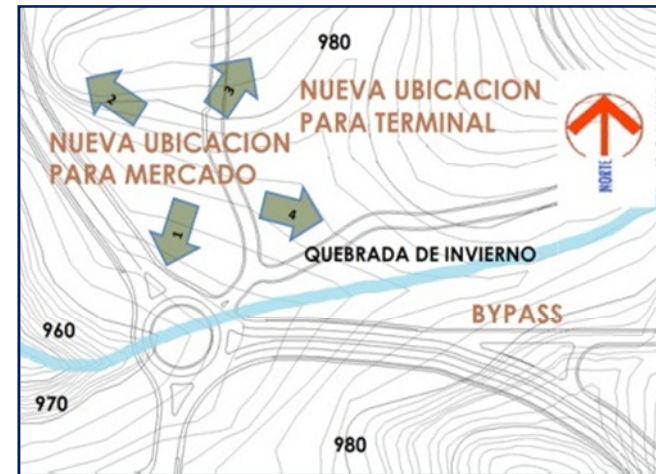 980
NUEVA UBICACION
PARA TERMINAL
2
3
NUEVA UBICACION
PARA MERCADO
NORTE
1
4
QUEBRADA DE INVIERNO
BYPASS
960
970
980